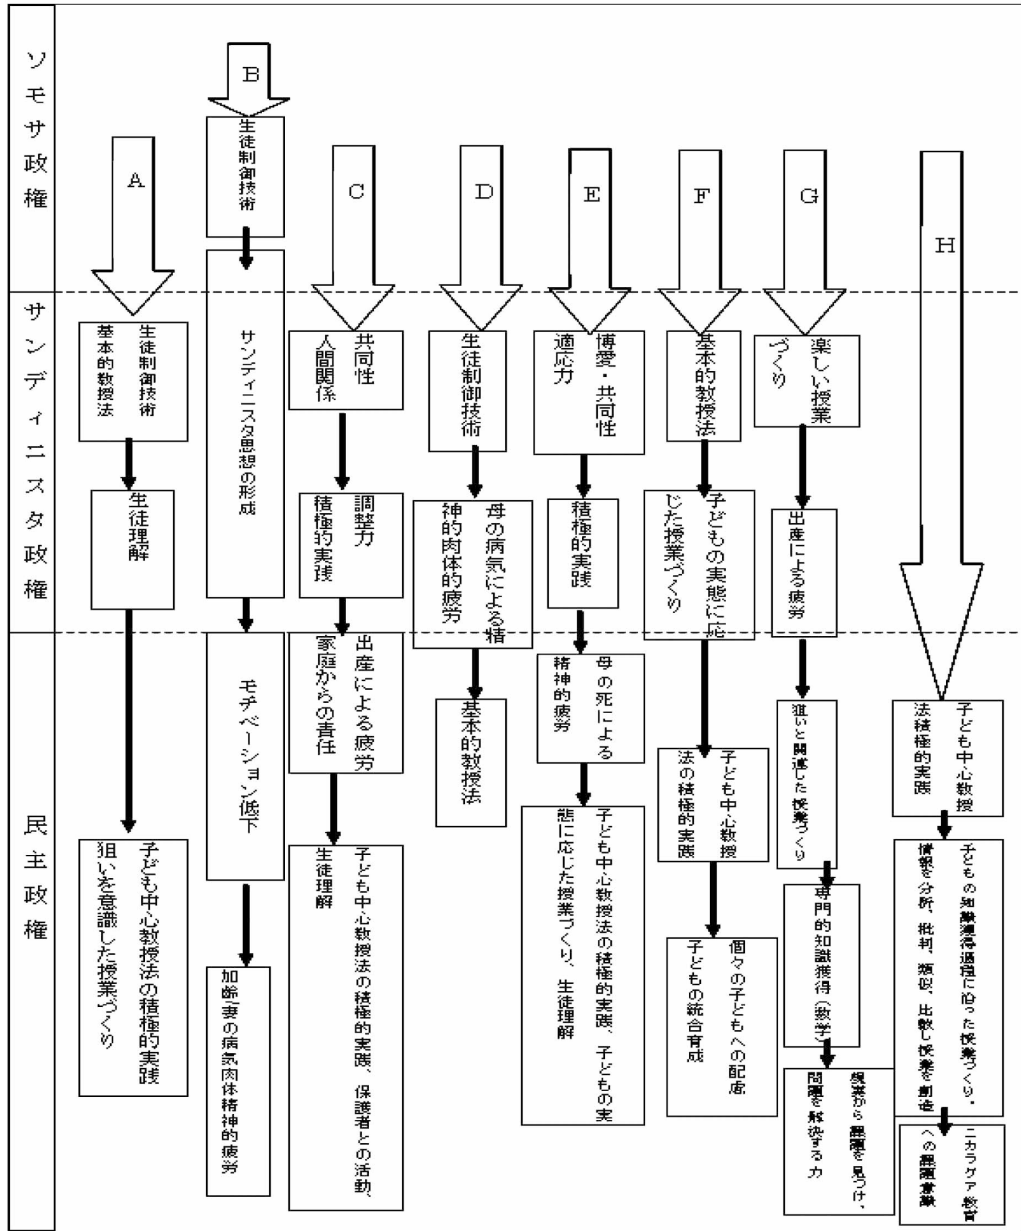 ソモサ政権
サンディニスタ政権
民主政権
A
生徒制御技術
基本的教授法
生徒理解
子ども中心教授法の積極的実践
狙いを意識した授業づくり
B
生徒制御技術
サンディニスタ思想の形成
モチベーション低下
加齢/妻の病気肉体精神的疲労
C
共同性
人間関係
調整力
積極的実践
出産による疲労
家庭からの責任
子ども中心教授法の積極的実践、保護者との活動、
生徒理解
D
生徒制御技術
母の病気による精
神的肉体的疲労
基本的教授法
E
博愛・共同性
適応力
積極的実践
母の死による
精神的疲労
子ども中心教授法の積極的実践、子どもの実
態に応じた授業づくり、生徒理解
F
基本的教授法
子どもの実態に応
じた授業づくり
子ども中心教授
法の積極的実践
個々の子どもへの配慮
子どもの統合育成
G
楽しい授業
づくり
出産による疲労
狙いと関連した授業づくり
専門的知識獲得(数学)
現実から課題を見つけ、
問題を解決する力
H
子ども中心教授
法積極的実践
子どもの知識獲得過程に沿った授業づくり。
情報を分析、批判、類似、比較し授業を創造
ニカラグア教育
への課題意識